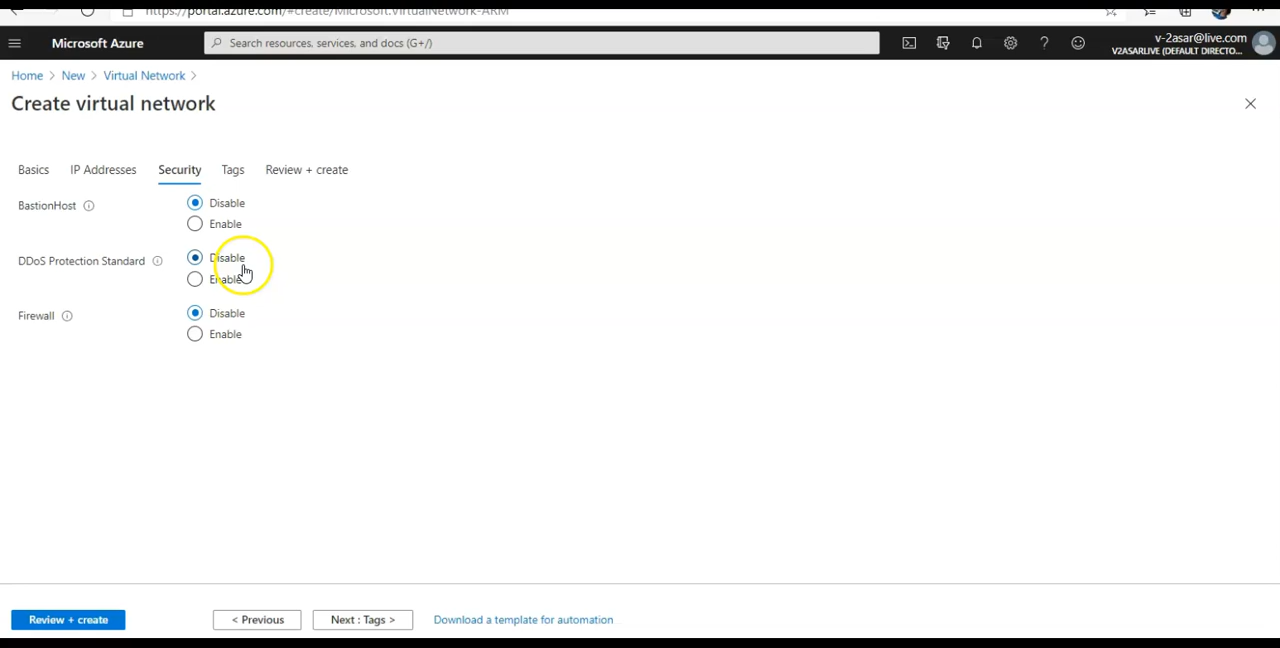 https://portal.azure.com/#create/Microsoft.VirtualNetwork-ARM
Microsoft Azure
Search resources, services, and docs (G+/)
v-2asar@live.com
V2ASARLIVE (DEFAULT DIRECTO...
Home > New > Virtual Network >
Create virtual network
Basics IP Addresses Security Tags Review + create
BastionHost Disable
Enable
DDoS Protection Standard Disable
Enable
Firewall Disable
Enable
Review + create < Previous Next : Tags > Download a template for automation